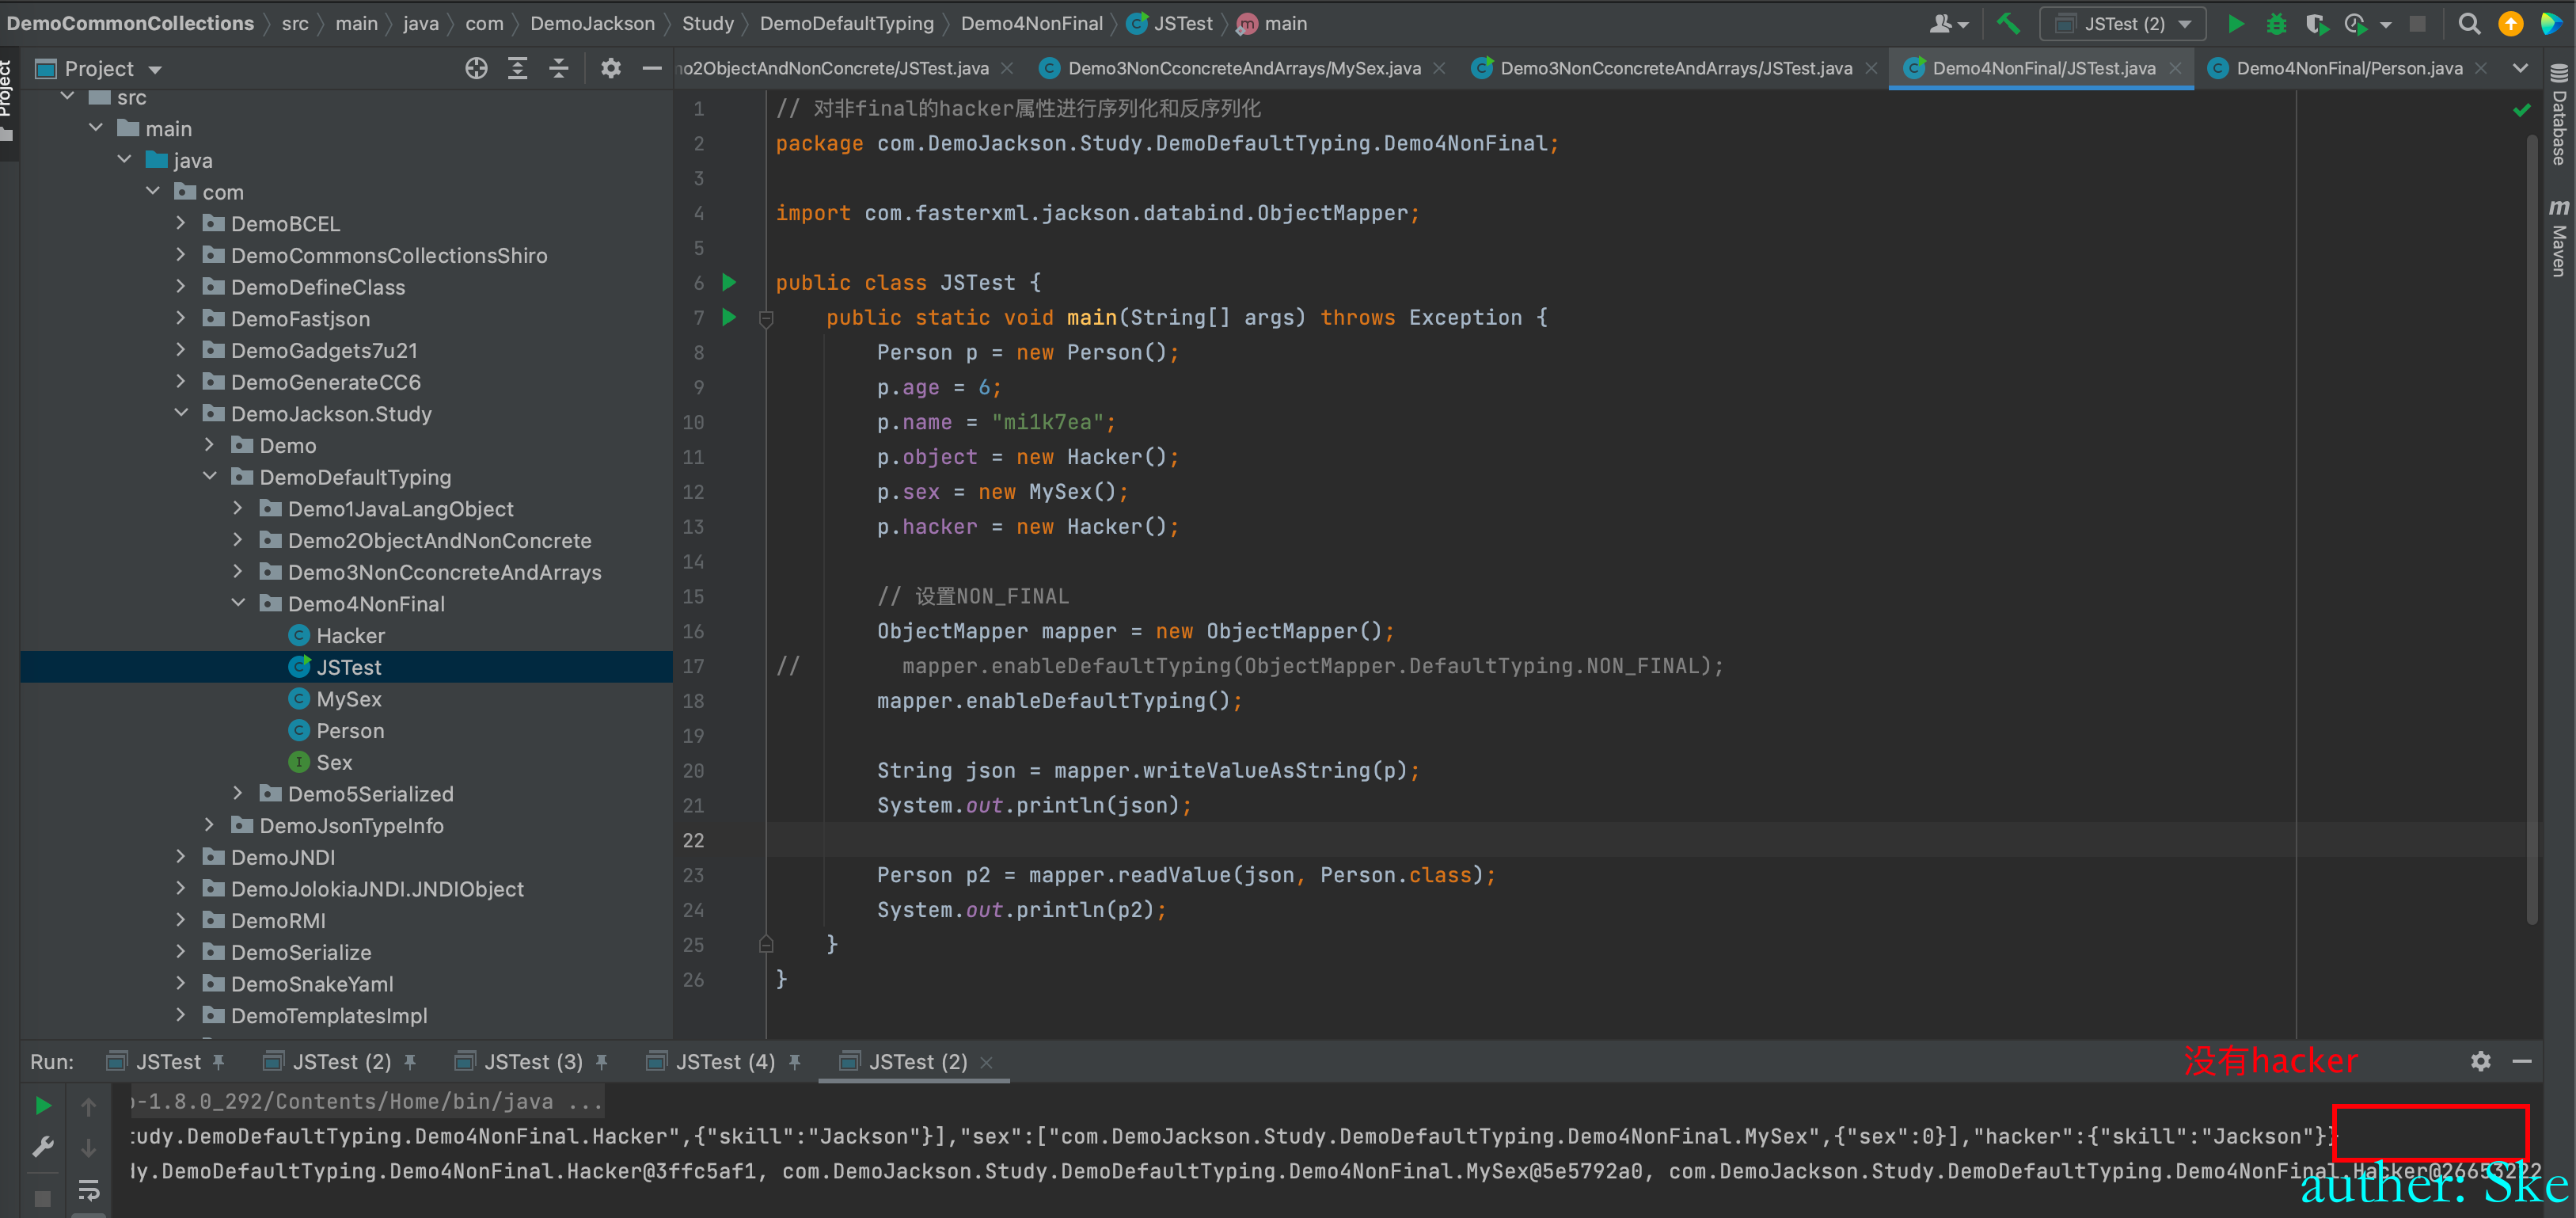 DemoCommonCollections src main java com DemoJackson Study DemoDefaultTyping Demo4NonFinal JSTest main JSTest (2)
Project
no2ObjectAndNonConcrete/JSTest.java Demo3NonCconcreteAndArrays/MySex.java Demo3NonCconcreteAndArrays/JSTest.java Demo4NonFinal/JSTest.java Demo4NonFinal/Person.java
Project
src
main
java
com
DemoBCEL
DemoCommonsCollectionsShiro
DemoDefineClass
DemoFastjson
DemoGadgets7u21
DemoGenerateCC6
DemoJackson.Study
Demo
DemoDefaultTyping
Demo1JavaLangObject
Demo2ObjectAndNonConcrete
Demo3NonCconcreteAndArrays
Demo4NonFinal
Hacker
JSTest
MySex
Person
Sex
Demo5Serialized
DemoJsonTypeInfo
DemoJNDI
DemoJolokiaJNDI.JNDIObject
DemoRMI
DemoSerialize
DemoSnakeYaml
DemoTemplatesImpl
1 // 对非final的hacker属性进行序列化和反序列化
2 package com.DemoJackson.Study.DemoDefaultTyping.Demo4NonFinal;
3
4 import com.fasterxml.jackson.databind.ObjectMapper;
5
6 public class JSTest {
7 public static void main(String[] args) throws Exception {
8 Person p = new Person();
9 p.age = 6;
10 p.name = "mi1k7ea";
11 p.object = new Hacker();
12 p.sex = new MySex();
13 p.hacker = new Hacker();
14
15 // 设置NON_FINAL
16 ObjectMapper mapper = new ObjectMapper();
17 // mapper.enableDefaultTyping(ObjectMapper.DefaultTyping.NON_FINAL);
18 mapper.enableDefaultTyping();
19
20 String json = mapper.writeValueAsString(p);
21 System.out.println(json);
22
23 Person p2 = mapper.readValue(json, Person.class);
24 System.out.println(p2);
25 }
26 }
Database
m Maven
Run: JSTest JSTest (2) JSTest (3) JSTest (4) JSTest (2)
没有hacker
-1.8.0_292/Contents/Home/bin/java ...
tudy.DemoDefaultTyping.Demo4NonFinal.Hacker",{"skill":"Jackson"}],"sex":["com.DemoJackson.Study.DemoDefaultTyping.Demo4NonFinal.MySex",{"sex":0}],"hacker":{"skill":"Jackson"}}
dy.DemoDefaultTyping.Demo4NonFinal.Hacker@3ffc5af1, com.DemoJackson.Study.DemoDefaultTyping.Demo4NonFinal.MySex@5e5792a0, com.DemoJackson.Study.DemoDefaultTyping.Demo4NonFinal.Hacker@26653222
auther: Ske